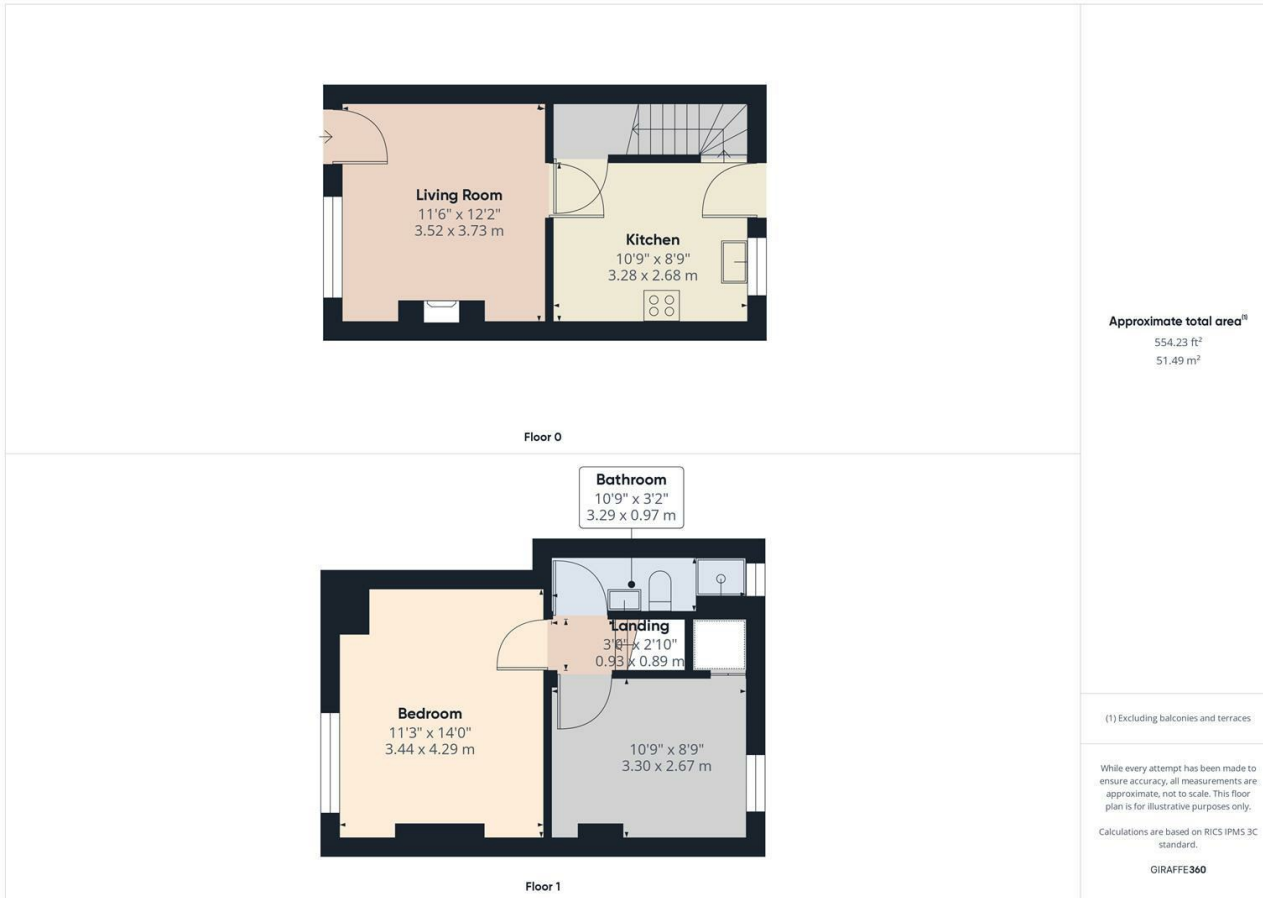 Living Room
11'6" x 12'2"
3.52 x 3.73 m
Kitchen
10'9" x 8'9"
3.28 x 2.68 m
Floor 0
Approximate total area(1)
554.23 ft²
51.49 m²
Bathroom
10'9" x 3'2"
3.29 x 0.97 m
Landing
x 2'10"
0.93 x 0.89 m
Bedroom
11'3" x 14'0"
3.44 x 4.29 m
10'9" x 8'9"
3.30 x 2.67 m
Floor 1
(1) Excluding balconies and terraces
While every attempt has been made to
ensure accuracy, all measurements are
approximate, not to scale. This floor
plan is for illustrative purposes only.
Calculations are based on RICS IPMS 3C
standard.
GIRAFFE360